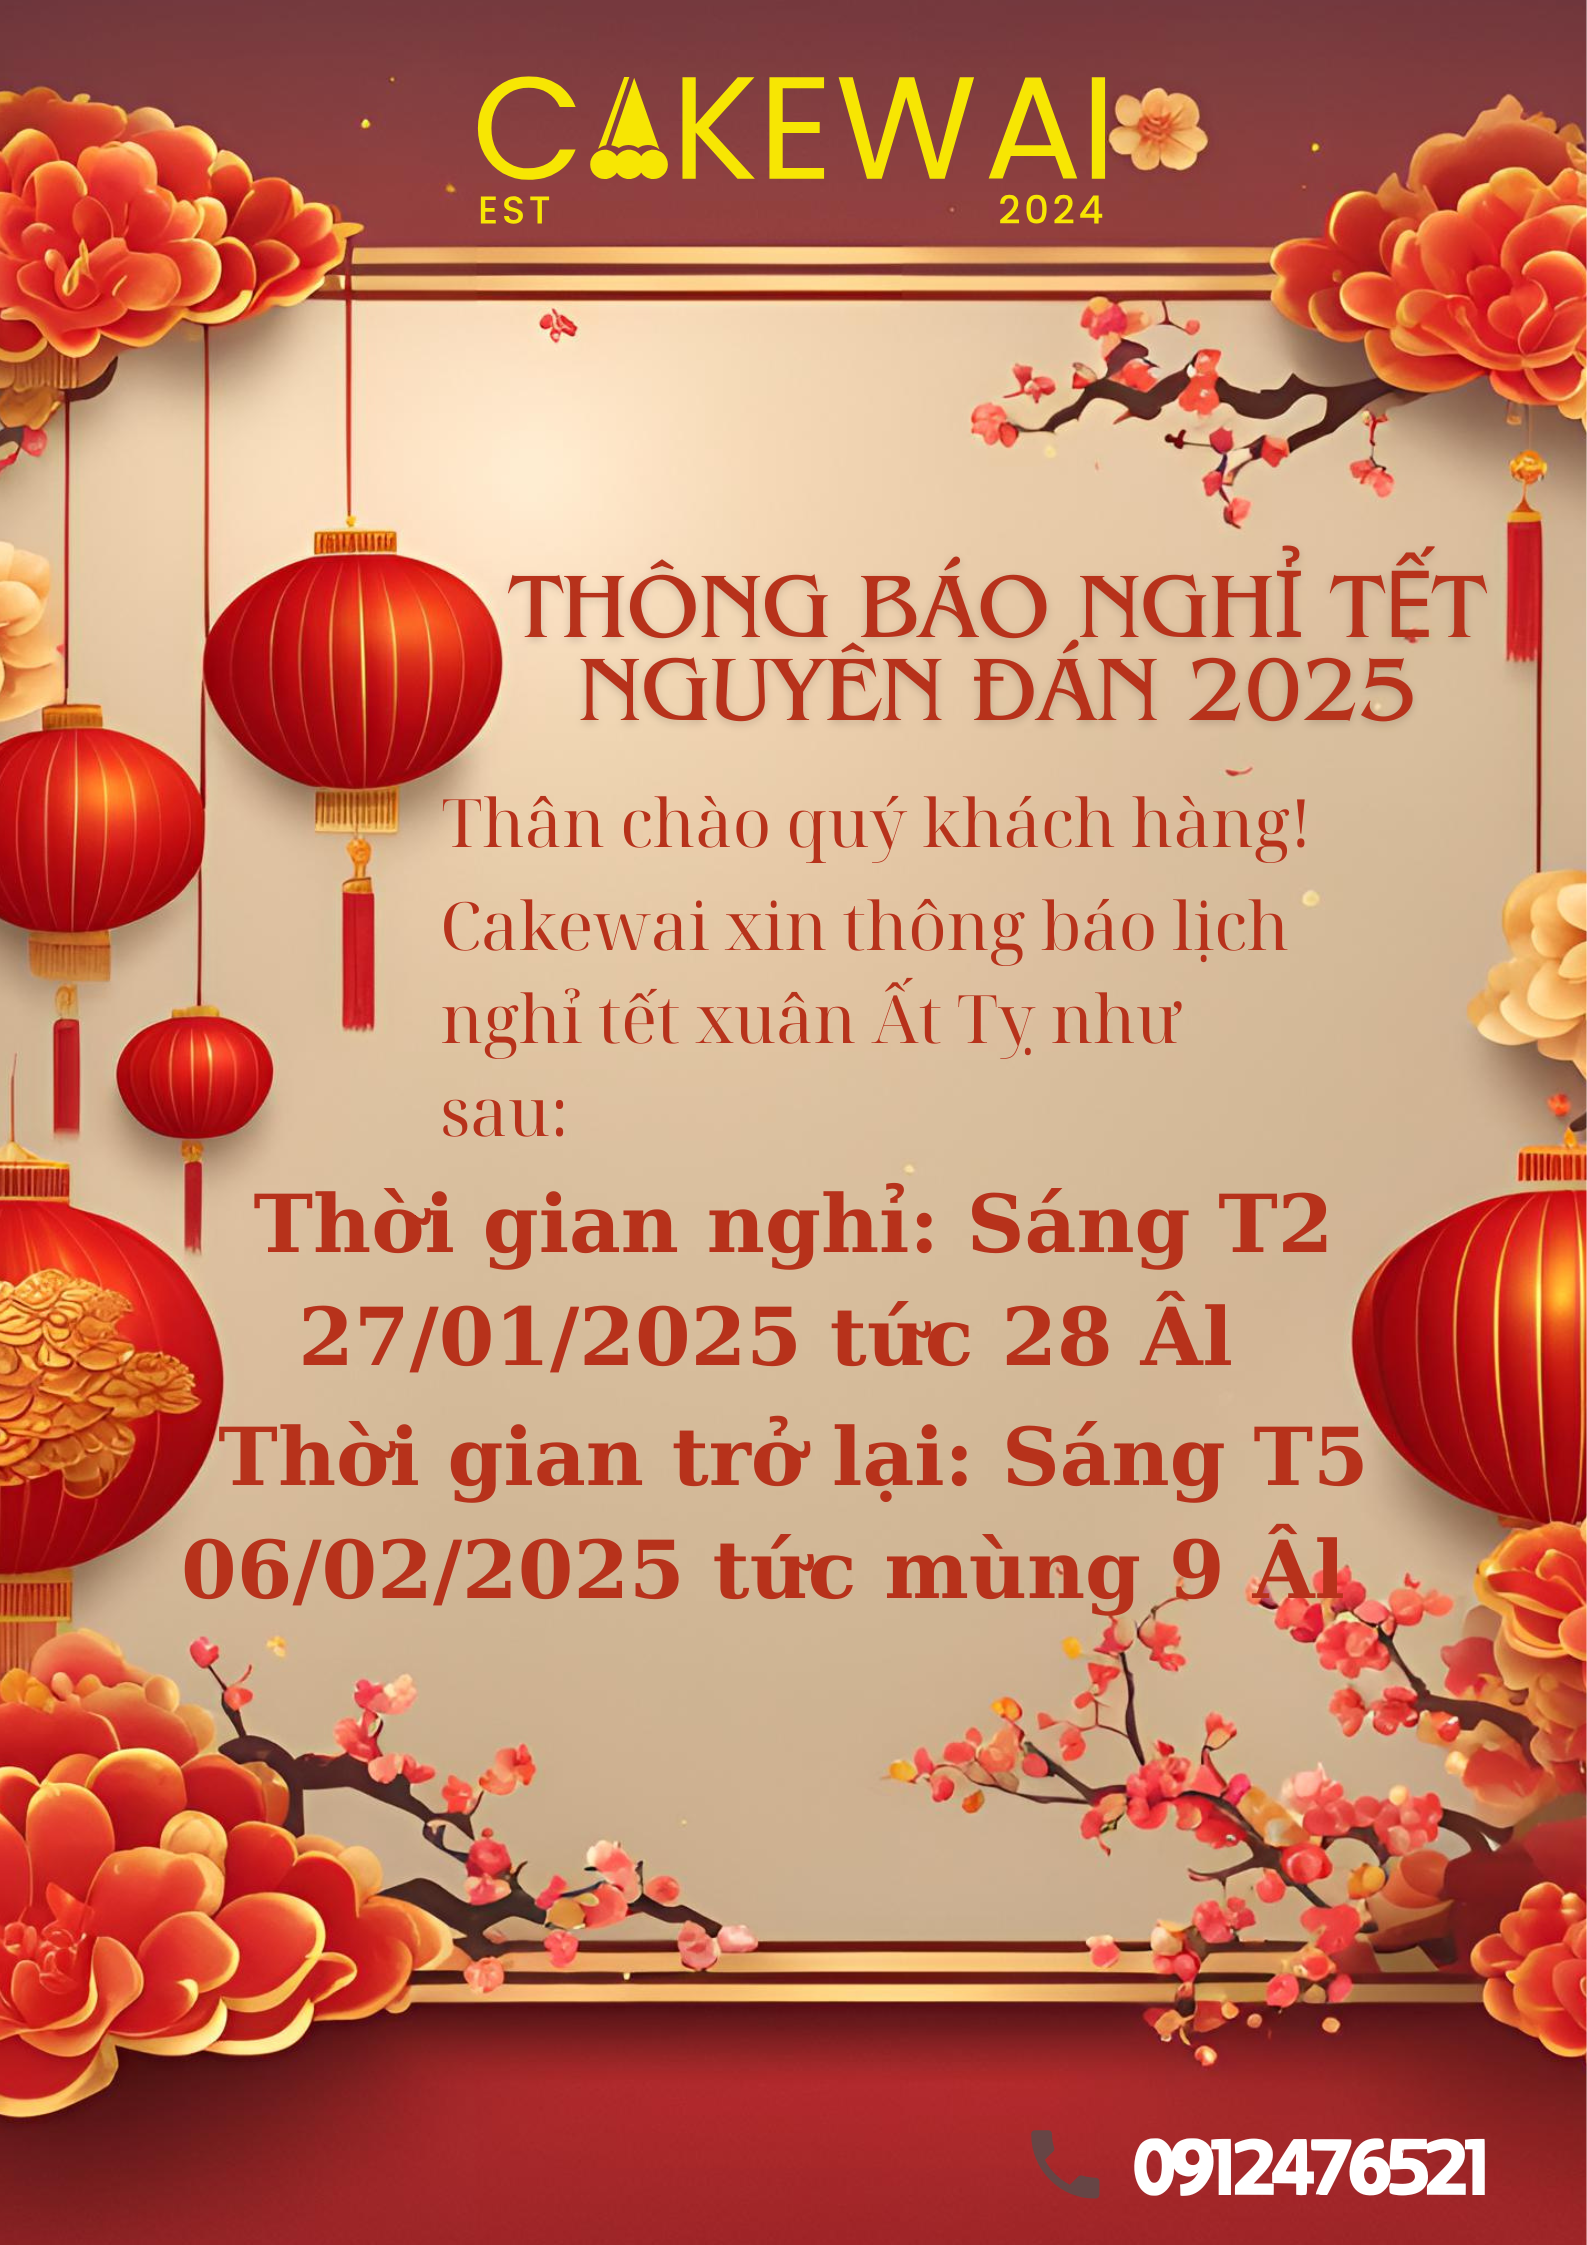 CAKEWAI
EST 2024
THÔNG BÁO NGHỈ TẾT
NGUYÊN ĐÁN 2025
Thân chào quý khách hàng!
Cakewai xin thông báo lịch
nghỉ tết xuân Ất Tỵ như
sau:
Thời gian nghỉ: Sáng T2
27/01/2025 tức 28 Âl
Thời gian trở lại: Sáng T5
06/02/2025 tức mùng 9 Âl
0912476521